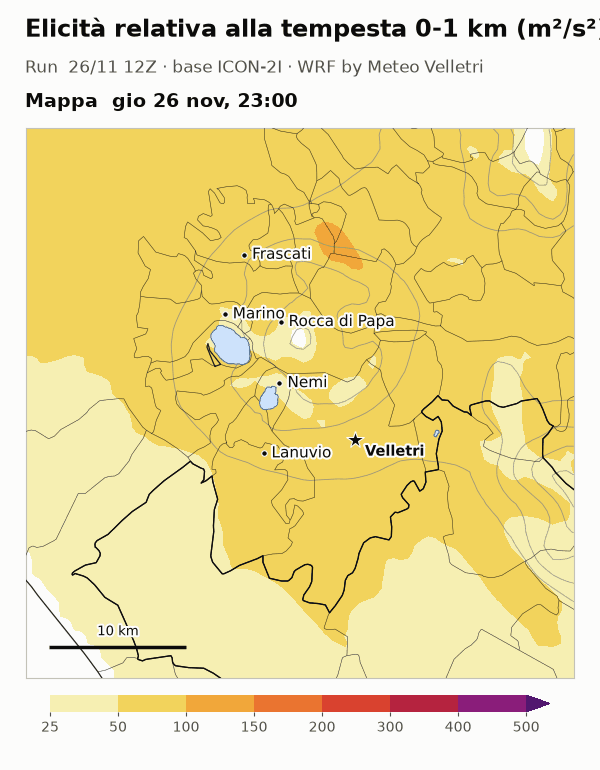 Elicità relativa alla tempesta 0-1 km (m²/s²)
Run 26/11 12Z · base ICON-2I · WRF by Meteo Velletri
Mappa gio 26 nov, 23:00
Frascati
Marino
Rocca di Papa
Nemi
Velletri
Lanuvio
10 km
25 50 100 150 200 300 400 500